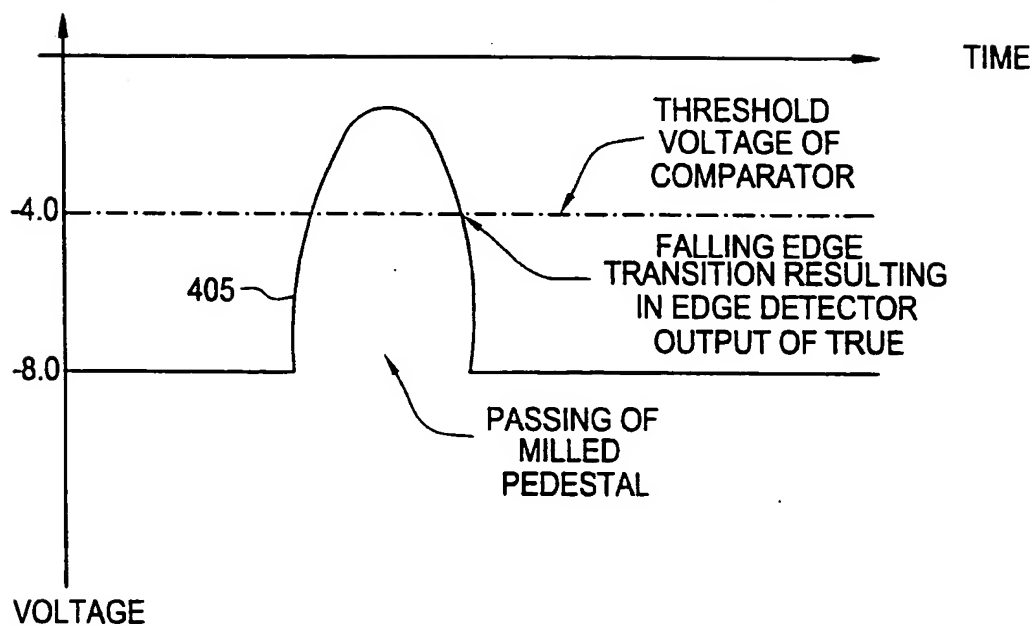 TIME
THRESHOLD
VOLTAGE OF
COMPARATOR
-4.0
FALLING EDGE
TRANSITION RESULTING
IN EDGE DETECTOR
OUTPUT OF TRUE
405
-8.0
PASSING OF
MILLED
PEDESTAL
VOLTAGE